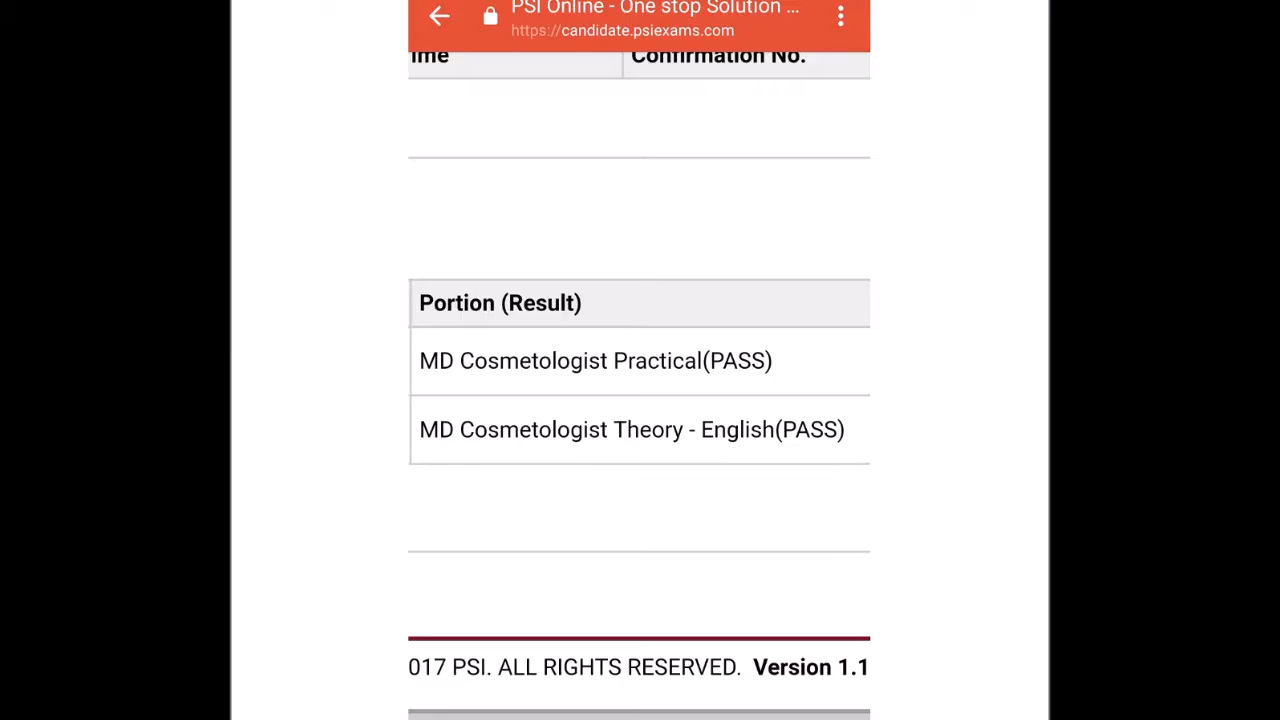 PSI Online - One stop Solution ...
https://candidate.psiexams.com
Confirmation No.
Portion (Result)
MD Cosmetologist Practical(PASS)
MD Cosmetologist Theory - English(PASS)
017 PSI. ALL RIGHTS RESERVED. Version 1.1